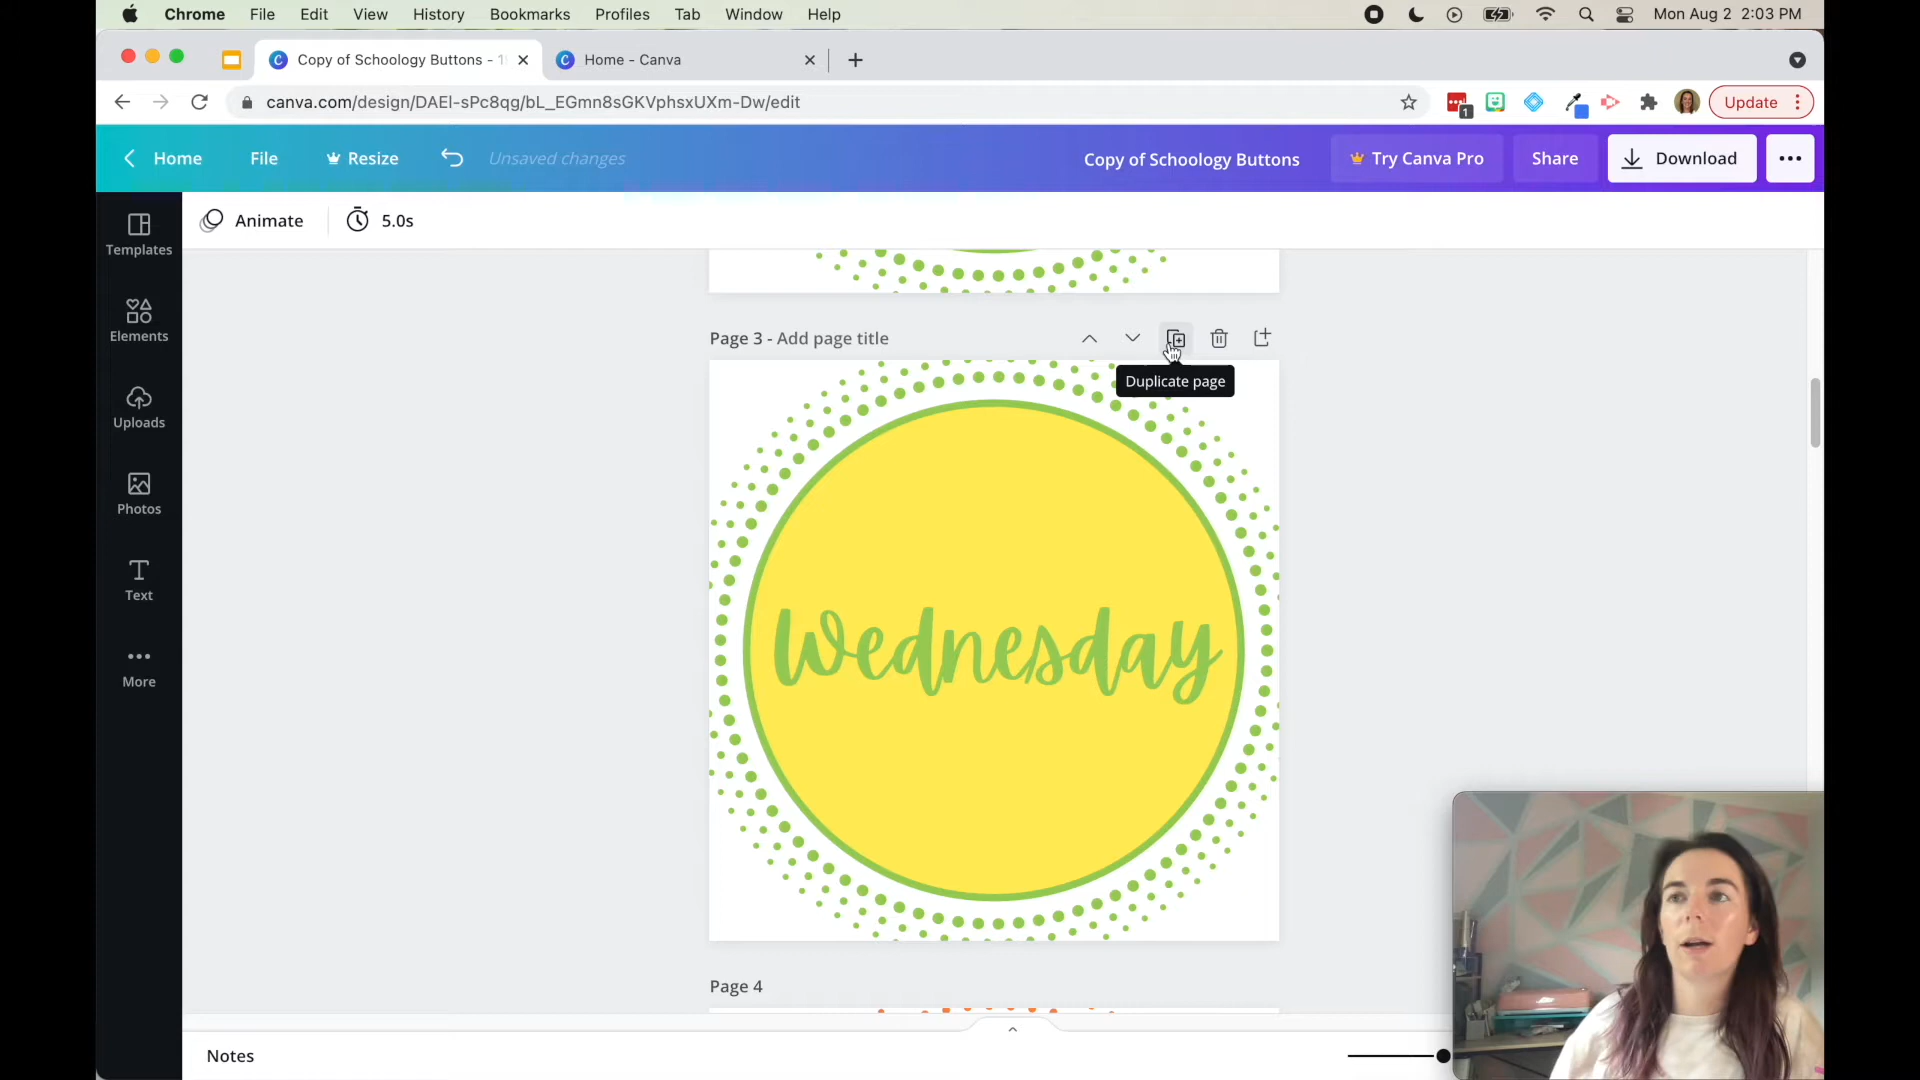 Chrome File Edit View History Bookmarks Profiles Tab Window Help Mon Aug 2 2:03 PM
Copy of Schoology Buttons - 1 Home - Canva
canva.com/design/DAEl-sPc8qg/bL_EGmn8sGKVphsxUXm-Dw/edit 1 Update
Home File Resize Unsaved changes Copy of Schoology Buttons Try Canva Pro Share Download
Animate 5.0s
Templates
Elements
Uploads
Photos
Text
More
Page 3 - Add page title
Duplicate page
Wednesday
Page 4
Notes